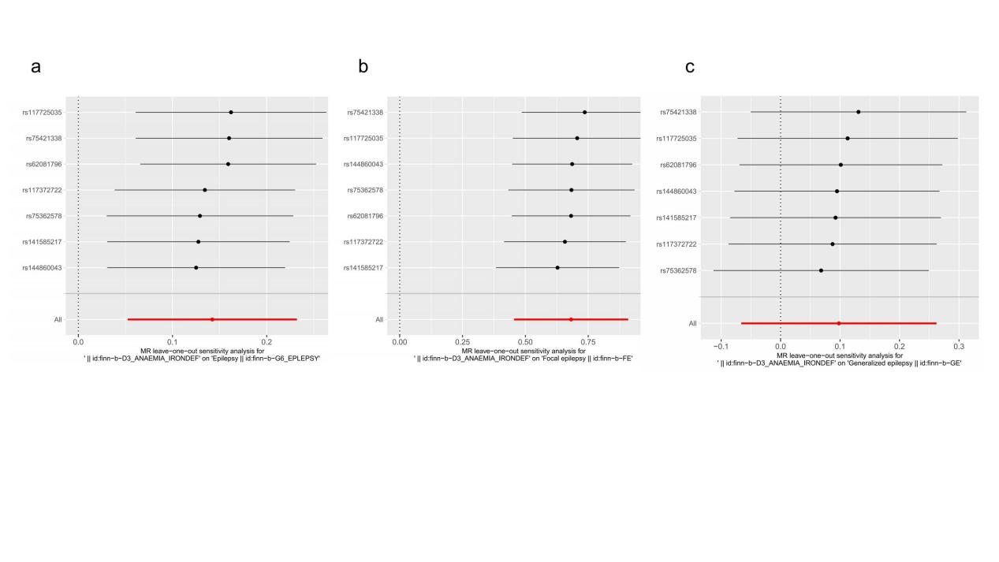 a
b
c
rs117725035
rs75421338
rs62081796
rs117372722
rs75362578
rs141585217
rs144860043
All
0.0
0.1
0.2
MR leave−one−out sensitivity analysis for
' || id:finn−b−D3_ANAEMIA_IRONDEF' on 'Epilepsy || id:finn−b−G6_EPILEPSY'
rs75421338
rs117725035
rs144860043
rs75362578
rs62081796
rs117372722
rs141585217
All
0.00
0.25
0.50
0.75
MR leave−one−out sensitivity analysis for
' || id:finn−b−D3_ANAEMIA_IRONDEF' on 'Focal epilepsy || id:finn−b−FE'
rs75421338
rs117725035
rs62081796
rs144860043
rs141585217
rs117372722
rs75362578
All
−0.1
0.0
0.1
0.2
0.3
MR leave−one−out sensitivity analysis for
' || id:finn−b−D3_ANAEMIA_IRONDEF' on 'Generalized epilepsy || id:finn−b−GE'